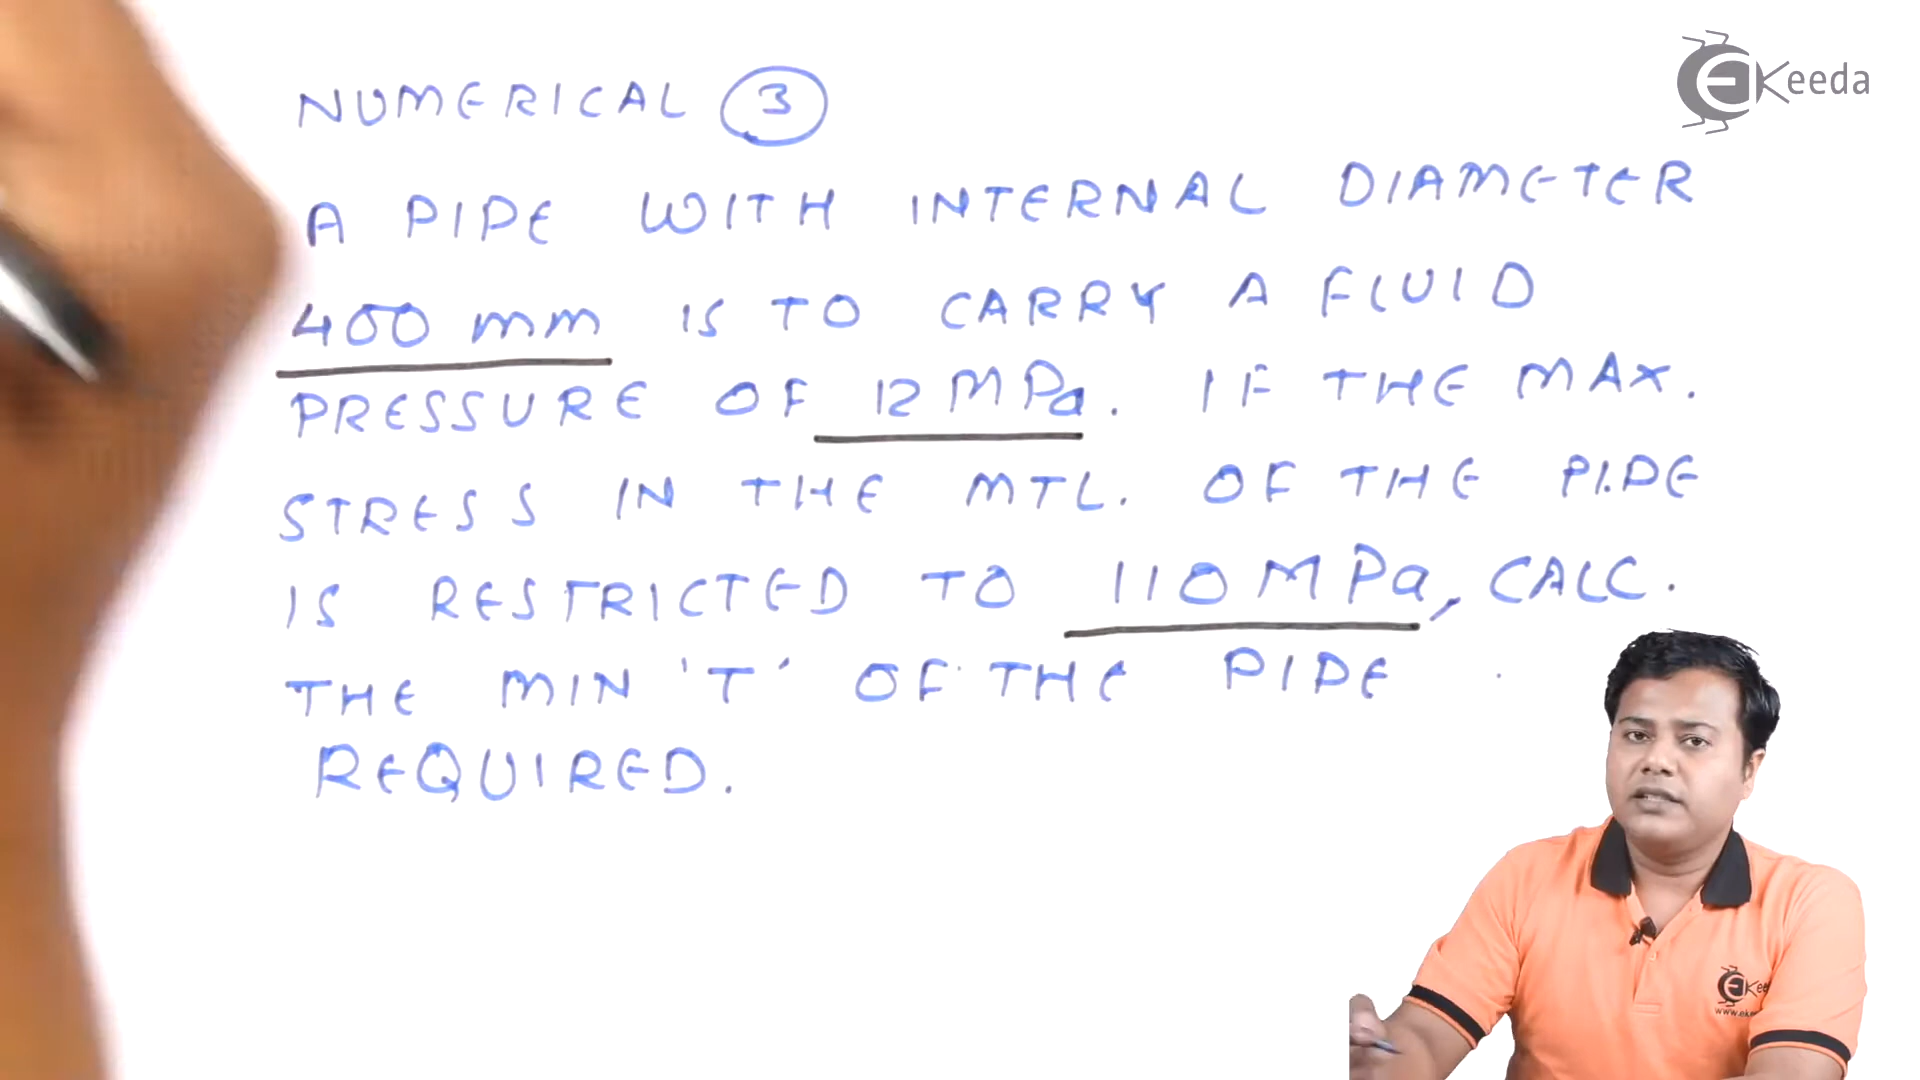 NUMERICAL 3
EKeeda
A PIPE WITH INTERNAL DIAMETER
400 mm IS TO CARRY A FLUID
PRESSURE OF 12 MPa. IF THE MAX.
STRESS IN THE MTL. OF THE PIPE
IS RESTRICTED TO 110 MPa, CALC.
THE MIN 'T' OF THE PIPE
REQUIRED.